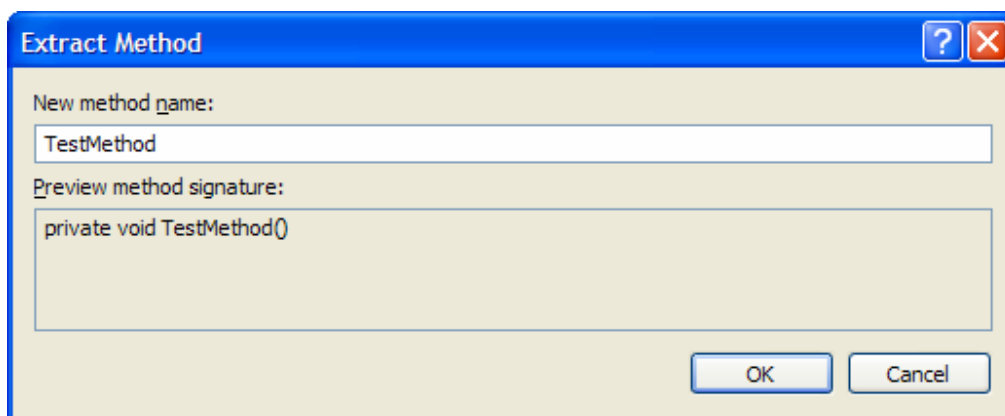 Extract Method
?
New method name:
TestMethod
Preview method signature:
private void TestMethod()
OK Cancel